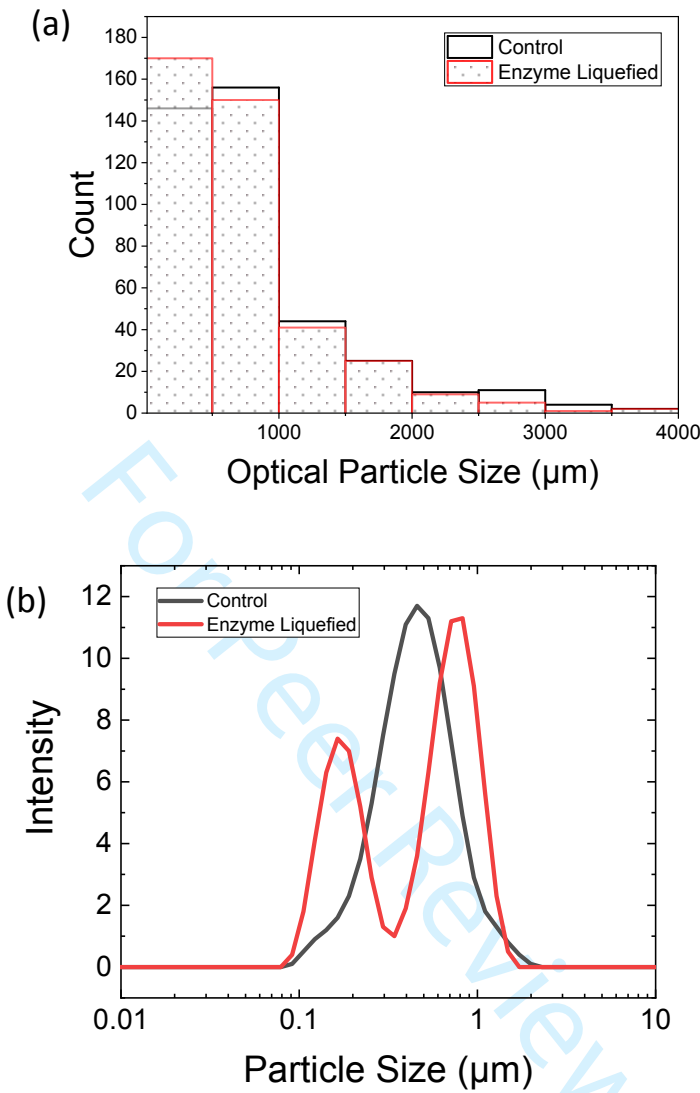 (a)
180
160
140
120
100
80
60
40
20
0
Count
Control
Enzyme Liquefied
1000 2000 3000 4000
Optical Particle Size (µm)
(b)
12
10
8
6
4
2
0
Intensity
Control
Enzyme Liquefied
0.01 0.1 1 10
Particle Size (µm)
For Peer Review